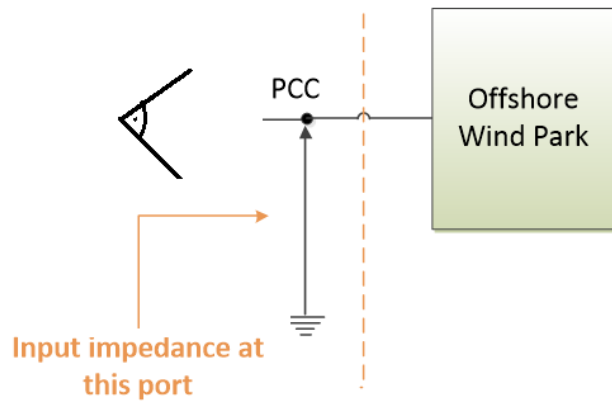 PCC
Offshore
Wind Park
Input impedance at
this port